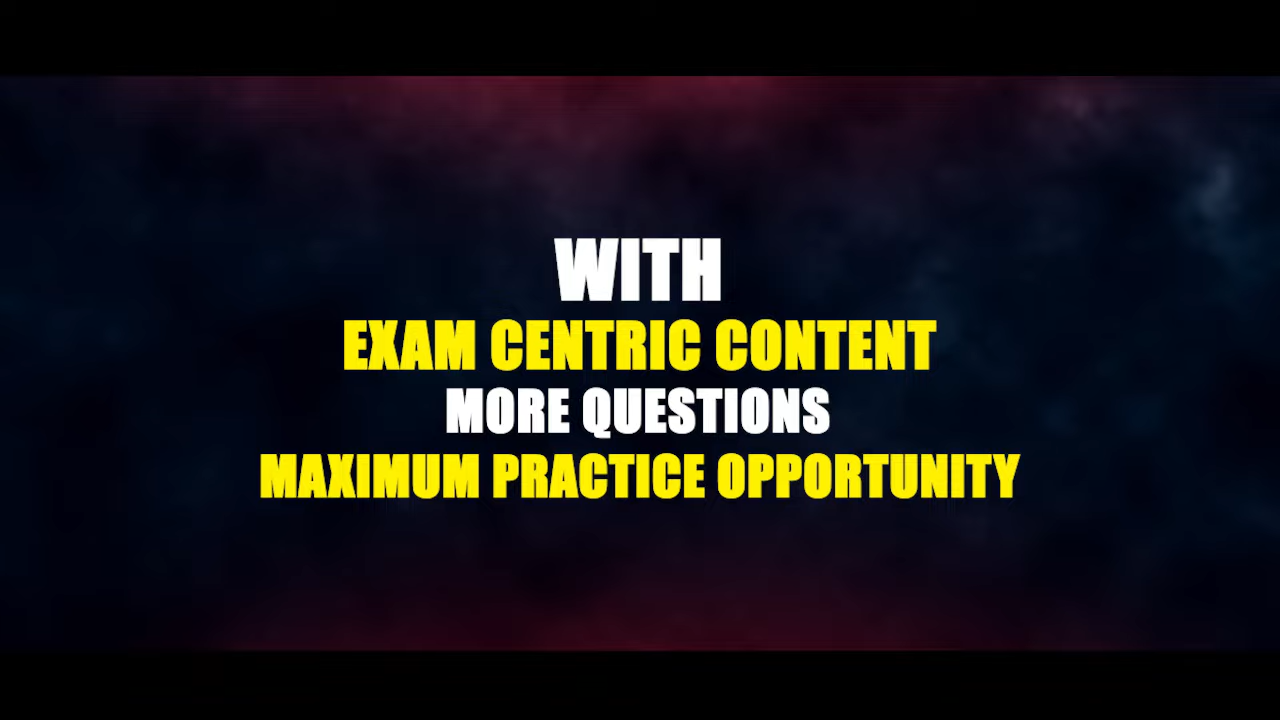 WITH
EXAM CENTRIC CONTENT
MORE QUESTIONS
MAXIMUM PRACTICE OPPORTUNITY